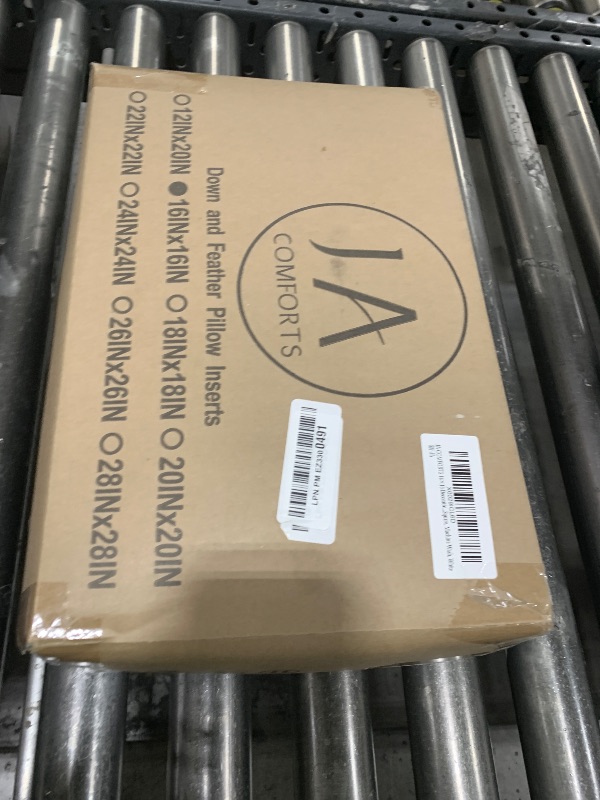 JA
COMFORTS
Down and Feather Pillow Inserts
12INx20IN 16INx16IN 18INx18IN 20INx20IN
22INx22IN 24INx24IN 26INx26IN 28INx28IN